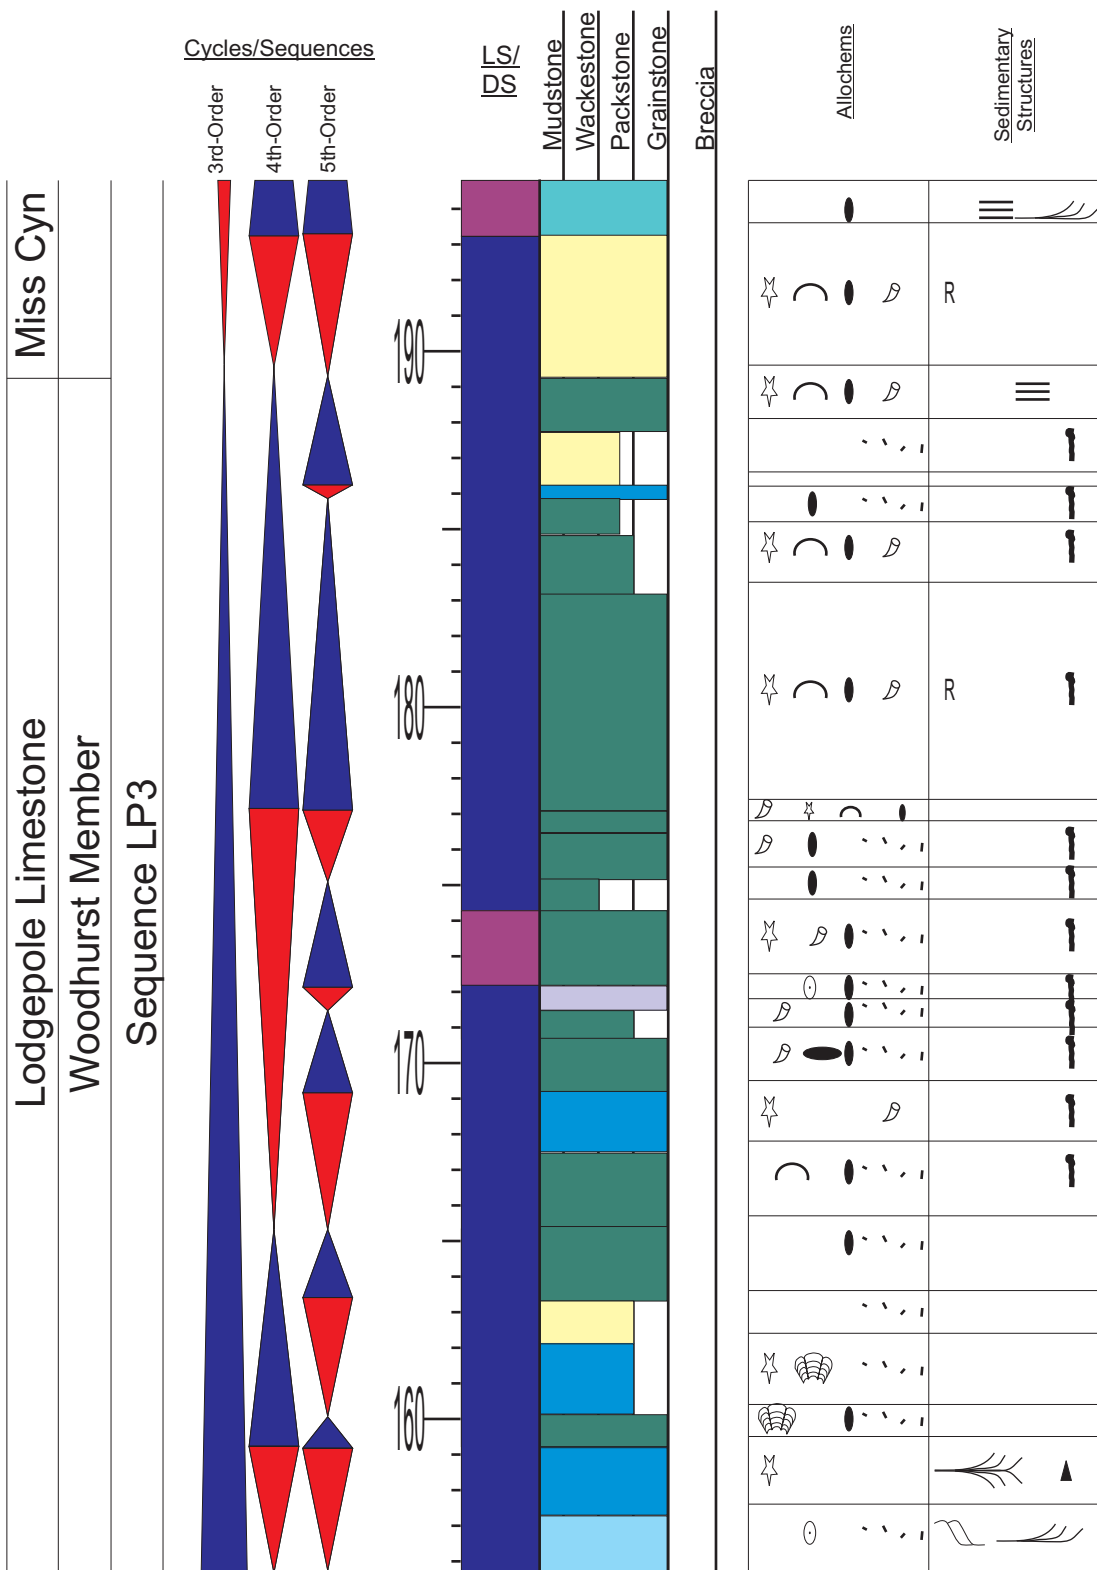 Cycles/Sequences
3rd-Order
4th-Order
5th-Order
LS/
DS
Mudstone
Wackestone
Packstone
Grainstone
Breccia
Allochems
Sedimentary
Structures
Miss Cyn
Lodgepole Limestone
Woodhurst Member
Sequence LP3
190
180
170
160
R
R